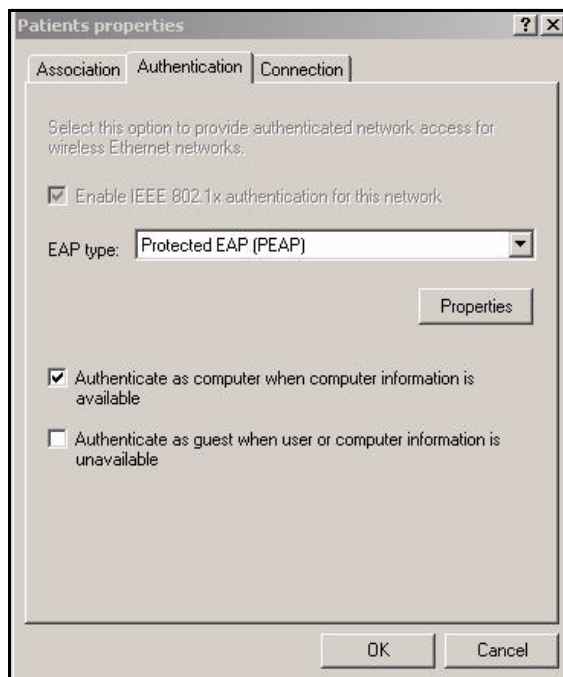 Patients properties
Association Authentication Connection
Select this option to provide authenticated network access for
wireless Ethernet networks.
Enable IEEE 802.1x authentication for this network
EAP type: Protected EAP (PEAP)
Properties
Authenticate as computer when computer information is
available
Authenticate as guest when user or computer information is
unavailable
OK Cancel